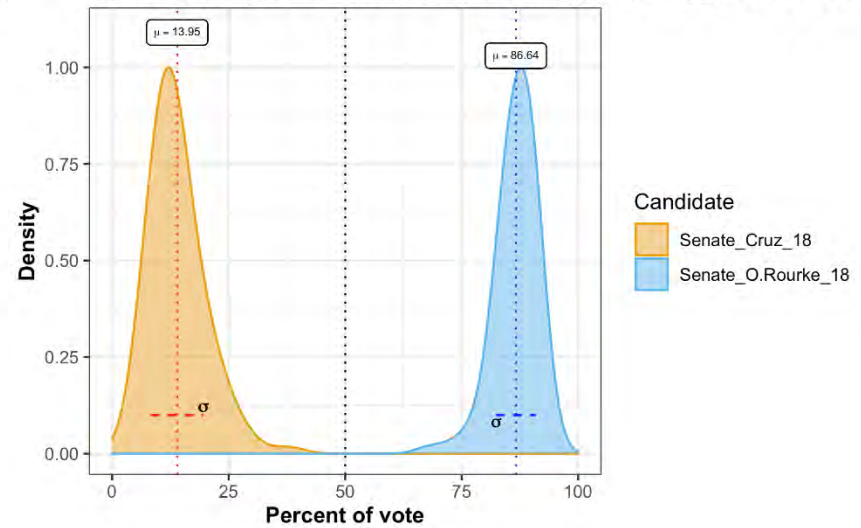 μ = 13.95
μ = 86.64
1.00
0.75
0.50
0.25
0.00
Density
σ
σ
0 25 50 75 100
Percent of vote
Candidate
Senate_Cruz_18
Senate_O.Rourke_18